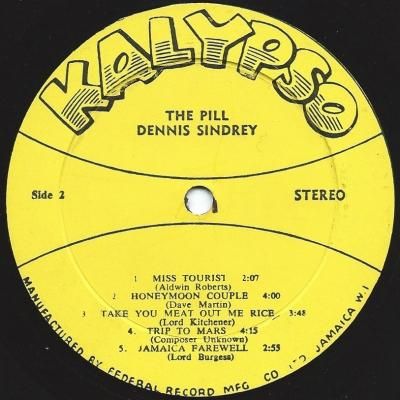 KALYPSO
THE PILL
DENNIS SINDREY
Side 2
STEREO
1 MISS TOURIST 2:07
(Aldwin Roberts)
2 HONEYMOON COUPLE 4:00
(Dave Martin)
3 TAKE YOU MEAT OUT ME RICE 3:48
(Lord Kitchener)
4. TRIP TO MARS 4:15
(Composer Unknown)
5. JAMAICA FAREWELL 2:55
(Lord Burgess)
MANUFACTURED BY FEDERAL RECORD MFG CO LTD JAMAICA W.I